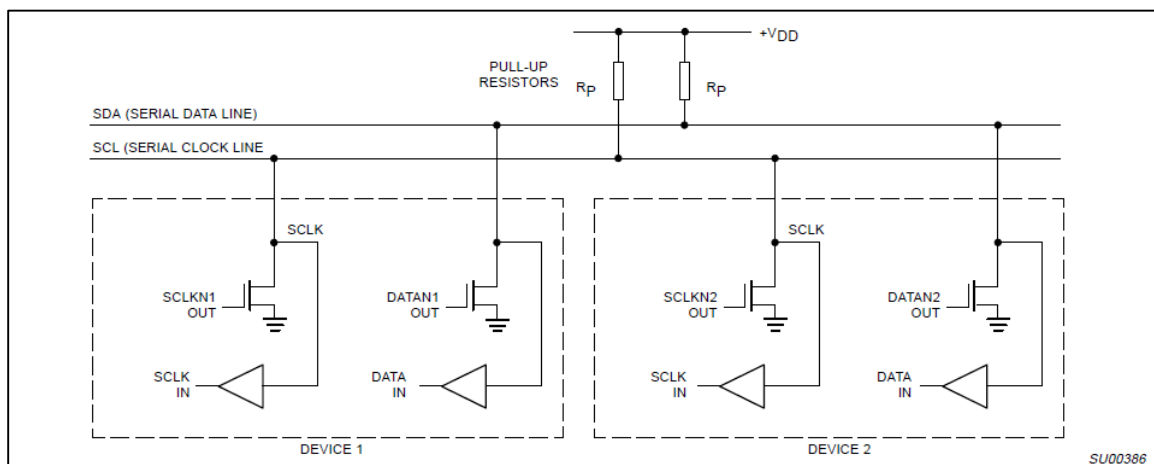 +VDD
PULL-UP
RESISTORS
RP
RP
SDA (SERIAL DATA LINE)
SCL (SERIAL CLOCK LINE
SCLK
SCLK
SCLKN1
OUT
DATAN1
OUT
SCLKN2
OUT
DATAN2
OUT
SCLK
IN
DATA
IN
SCLK
IN
DATA
IN
DEVICE 1
DEVICE 2
SU00386